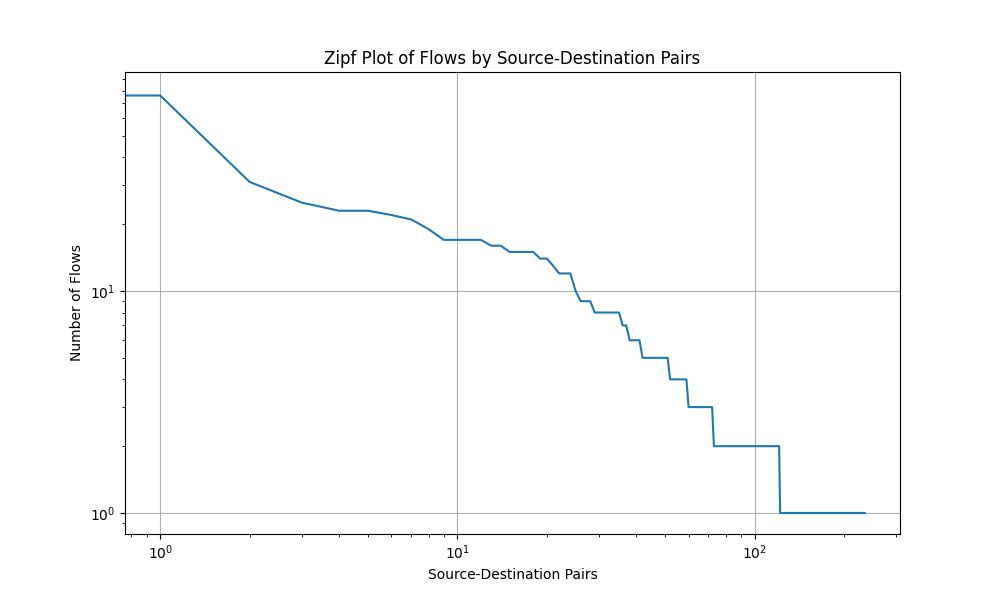 Zipf Plot of Flows by Source-Destination Pairs
Number of Flows
10¹
10⁰
10⁰
10¹
10²
Source-Destination Pairs